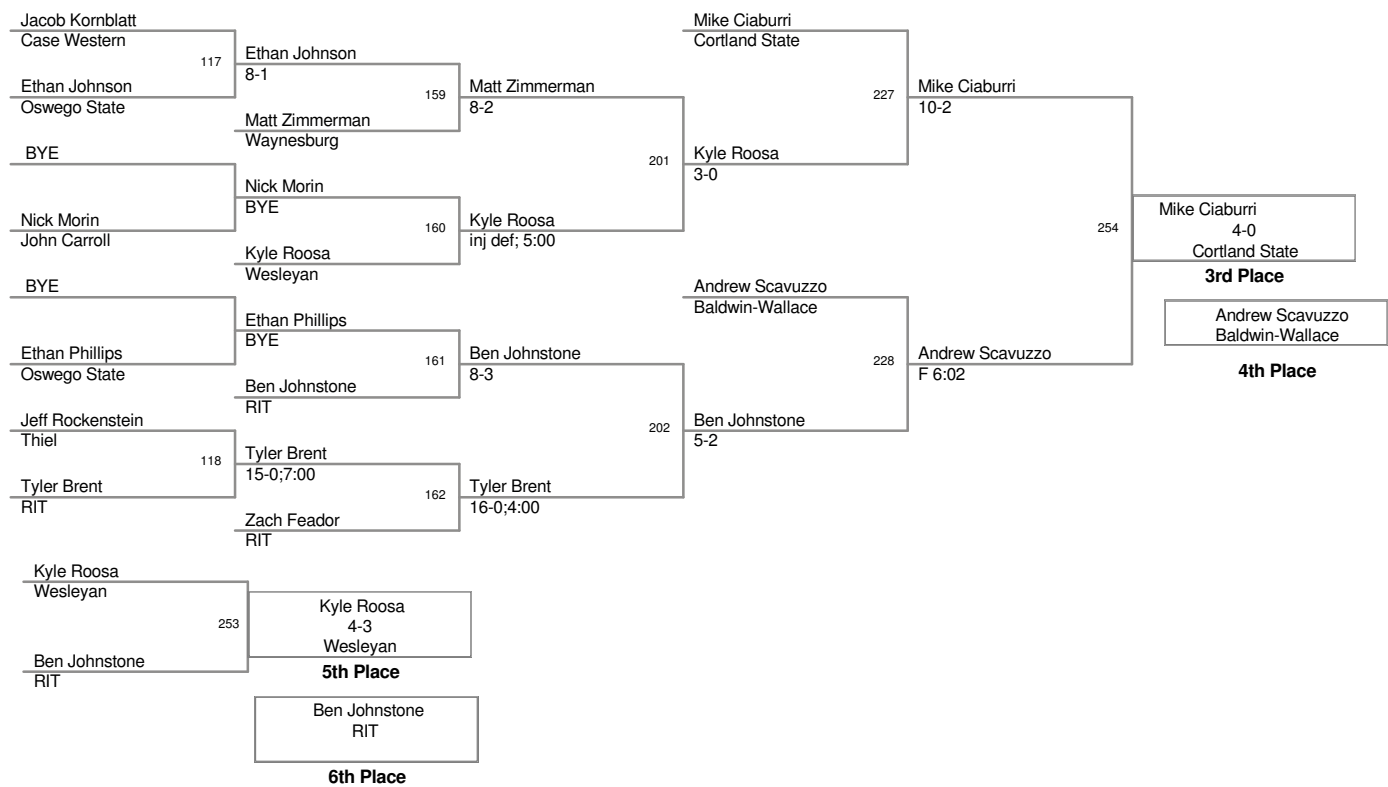 Jacob Kornblatt
Case Western
117
Ethan Johnson
Oswego State
Ethan Johnson
8-1
159
Matt Zimmerman
Waynesburg
Matt Zimmerman
8-2
BYE
Nick Morin
John Carroll
Nick Morin
BYE
160
Kyle Roosa
Wesleyan
Kyle Roosa
inj def; 5:00
201
Mike Ciaburri
Cortland State
227
Kyle Roosa
3-0
Mike Ciaburri
10-2
BYE
Ethan Phillips
Oswego State
Ethan Phillips
BYE
161
Ben Johnstone
RIT
Ben Johnstone
8-3
Jeff Rockenstein
Thiel
118
Tyler Brent
RIT
Tyler Brent
15-0;7:00
162
Zach Feador
RIT
Tyler Brent
16-0;4:00
202
Andrew Scavuzzo
Baldwin-Wallace
228
Ben Johnstone
5-2
Andrew Scavuzzo
F 6:02
254
Mike Ciaburri
4-0
Cortland State
3rd Place
Andrew Scavuzzo
Baldwin-Wallace
4th Place
Kyle Roosa
Wesleyan
253
Ben Johnstone
RIT
Kyle Roosa
4-3
Wesleyan
5th Place
Ben Johnstone
RIT
6th Place